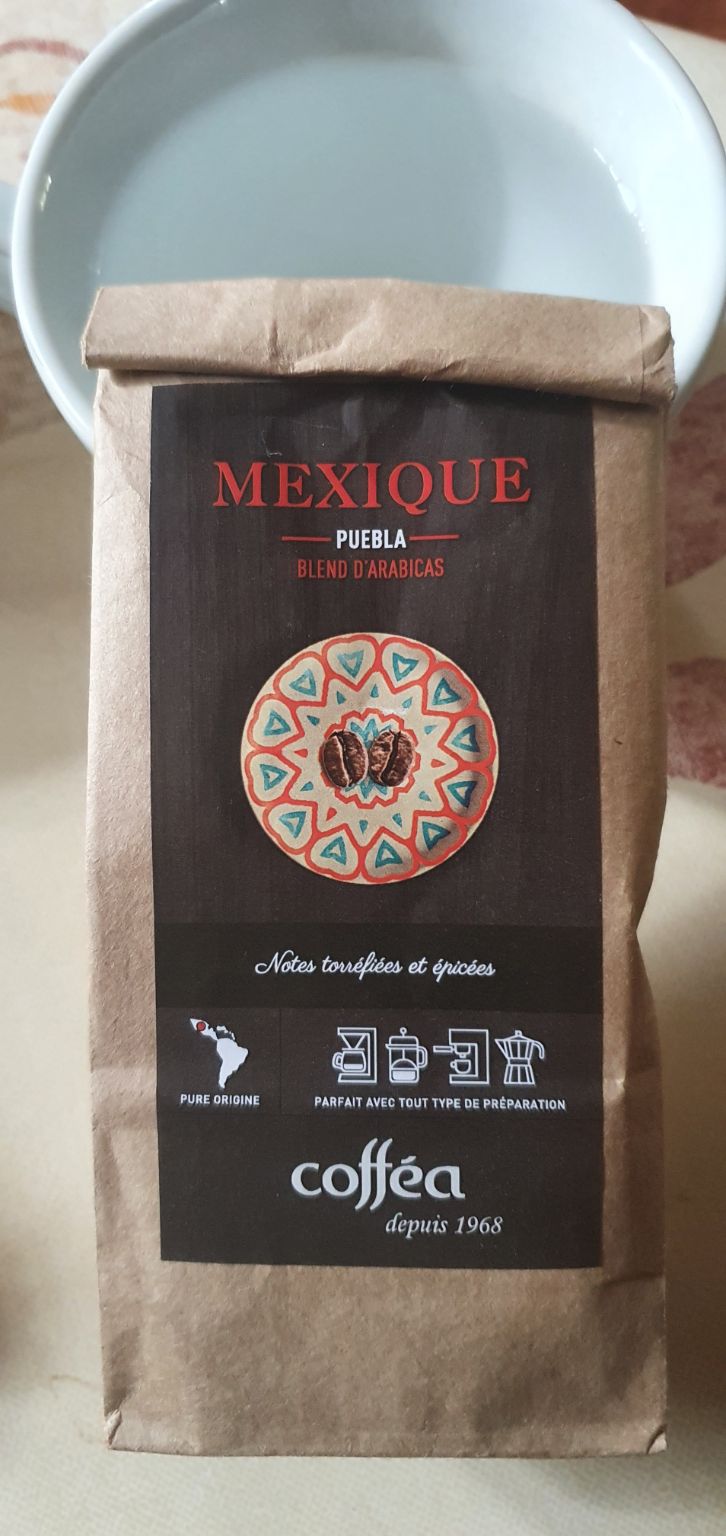 MEXIQUE
PUEBLA
BLEND D'ARABICAS
Notes torréfiées et épicées
PURE ORIGINE
PARFAIT AVEC TOUT TYPE DE PRÉPARATION
cofféa
depuis 1968